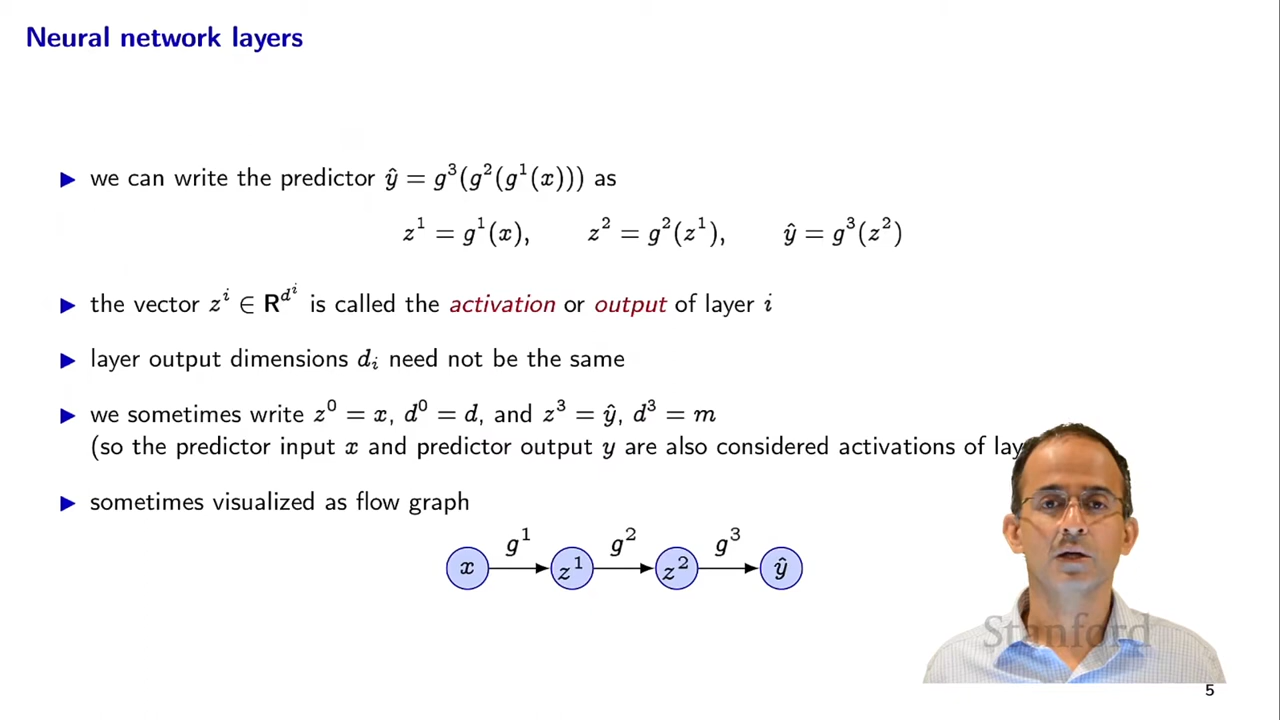 Neural network layers
▶ we can write the predictor ŷ = g³(g²(g¹(x))) as
z¹ = g¹(x), z² = g²(z¹), ŷ = g³(z²)
▶ the vector zⁱ ∈ R^{dⁱ} is called the activation or output of layer i
▶ layer output dimensions dᵢ need not be the same
▶ we sometimes write z⁰ = x, d⁰ = d, and z³ = ŷ, d³ = m
(so the predictor input x and predictor output y are also considered activations of
▶ sometimes visualized as flow graph
g¹ g² g³
x z¹ z² ŷ
Stanford
5